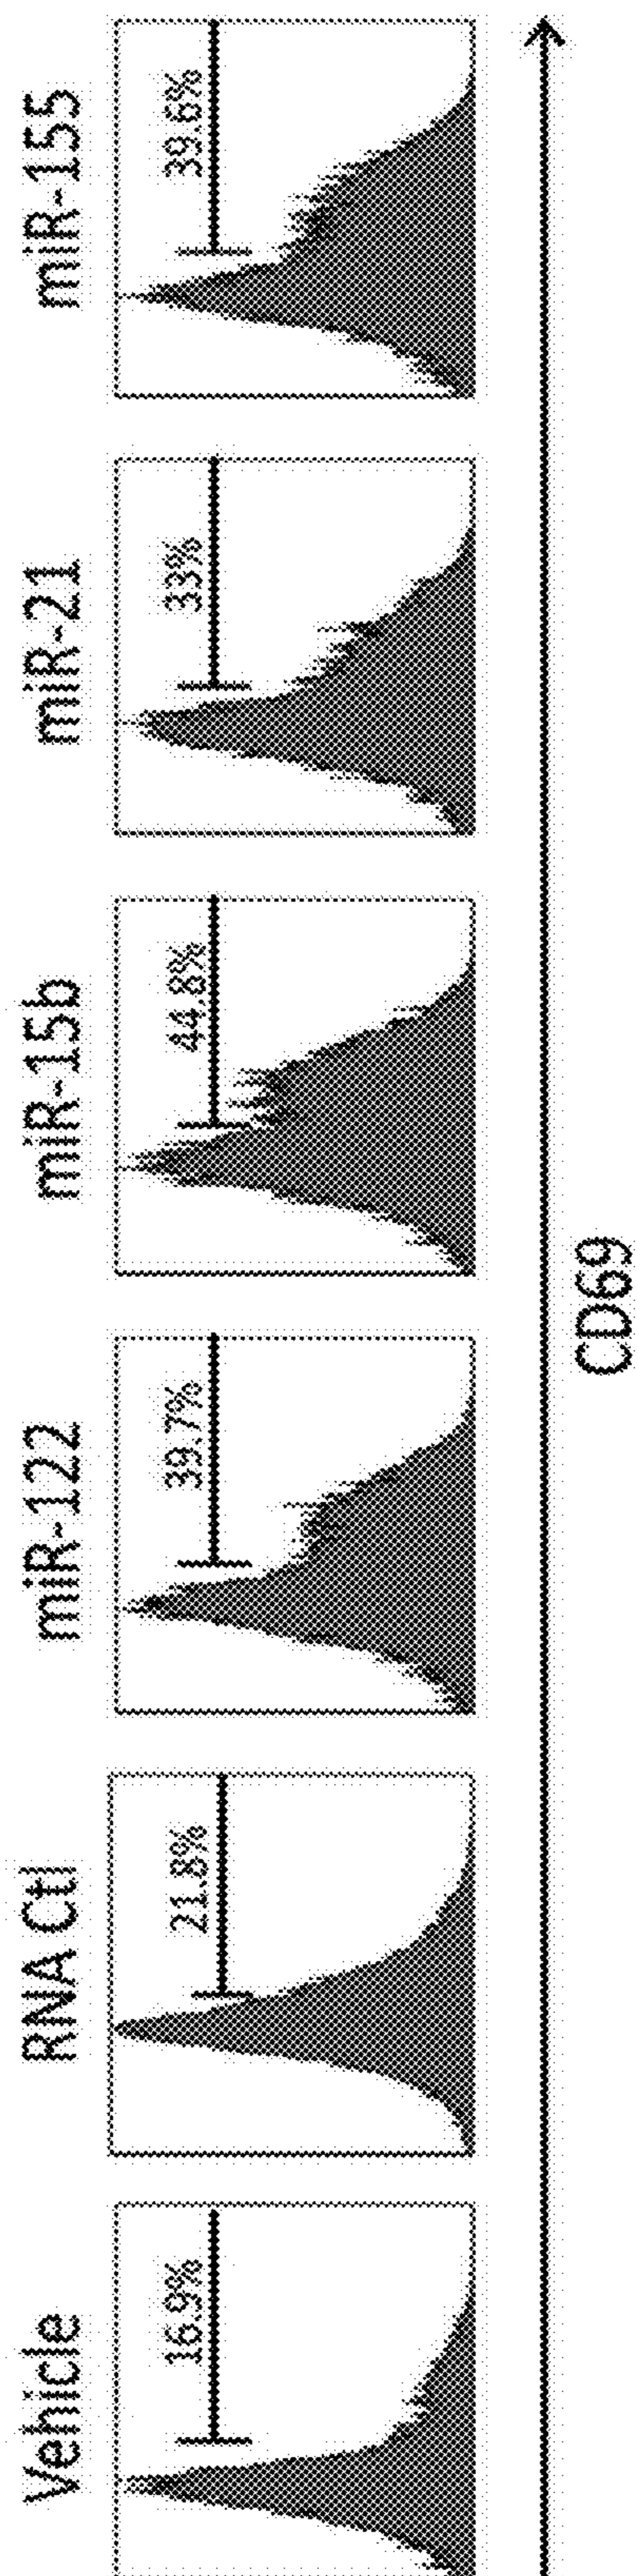 Vehicle
16.9%
RNA Ctl
21.8%
miR-122
39.7%
miR-15b
44.8%
miR-21
33%
miR-155
39.6%
CD69